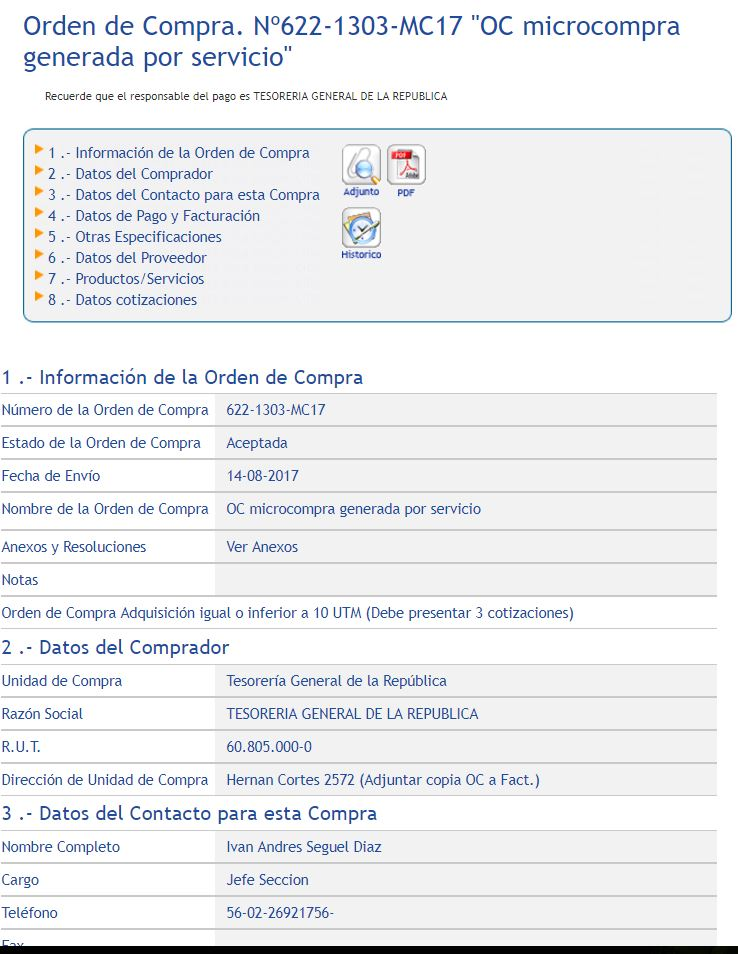 Orden de Compra. Nº622-1303-MC17 "OC microcompra
generada por servicio"
Recuerde que el responsable del pago es TESORERIA GENERAL DE LA REPUBLICA
1 .- Información de la Orden de Compra
2 .- Datos del Comprador
3 .- Datos del Contacto para esta Compra
4 .- Datos de Pago y Facturación
5 .- Otras Especificaciones
6 .- Datos del Proveedor
7 .- Productos/Servicios
8 .- Datos cotizaciones
PDF
Adobe
Adjunto PDF
Historico
1 .- Información de la Orden de Compra
Número de la Orden de Compra 622-1303-MC17
Estado de la Orden de Compra Aceptada
Fecha de Envío 14-08-2017
Nombre de la Orden de Compra OC microcompra generada por servicio
Anexos y Resoluciones Ver Anexos
Notas
Orden de Compra Adquisición igual o inferior a 10 UTM (Debe presentar 3 cotizaciones)
2 .- Datos del Comprador
Unidad de Compra Tesorería General de la República
Razón Social TESORERIA GENERAL DE LA REPUBLICA
R.U.T. 60.805.000-0
Dirección de Unidad de Compra Hernan Cortes 2572 (Adjuntar copia OC a Fact.)
3 .- Datos del Contacto para esta Compra
Nombre Completo Ivan Andres Seguel Diaz
Cargo Jefe Seccion
Teléfono 56-02-26921756-
Fax